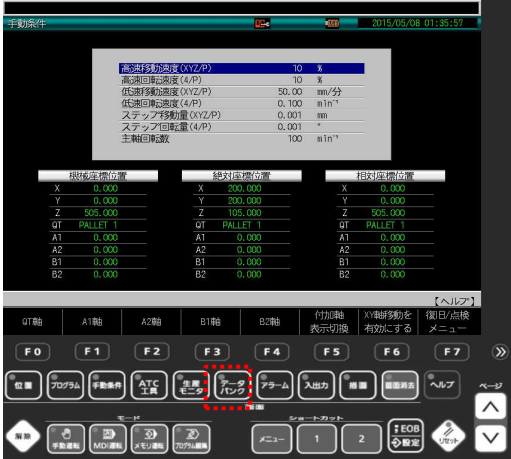 手動条件 2015/05/08 01:35:57
高速移動速度(XYZ/P) 10 %
高速回転速度(4/P) 10 %
低速移動速度(XYZ/P) 50.00 mm/分
低速回転速度(4/P) 0.100 min⁻¹
ステップ移動量(XYZ/P) 0.001 mm
ステップ回転量(4/P) 0.001 °
主軸回転数 100 min⁻¹
機械座標位置 絶対座標位置 相対座標位置
X 0.000 X 200.000 X 0.000
Y 0.000 Y 200.000 Y 0.000
Z 505.000 Z 105.000 Z 505.000
QT PALLET 1 QT PALLET 1 QT PALLET 1
A1 0.000 A1 0.000 A1 0.000
A2 0.000 A2 0.000 A2 0.000
B1 0.000 B1 0.000 B1 0.000
B2 0.000 B2 0.000 B2 0.000
【ヘルプ】
QT軸 A1軸 A2軸 B1軸 B2軸 付加軸 XY軸移動を 復旧/点検
表示切換 有効にする メニュー
F0 F1 F2 F3 F4 F5 F6 F7
位置 プログラム 手動条件 ATC 工具 生産 モニタ データ バンク アラーム 入出力 描画 画面消去 ヘルプ ページ
画面
モード ショートカット
解除 手動運転 MDI運転 メモリ運転 プログラム編集 メニュー 1 2 ;EOB 設定 リセット